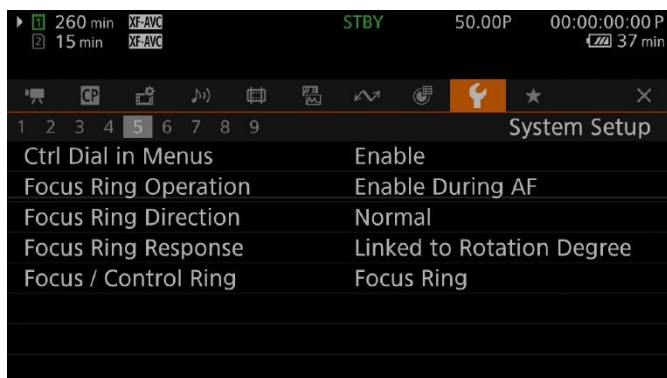 1 260 min XF-AVC STBY 50.00P 00:00:00:00 P
2 15 min XF-AVC 37 min
CP
1 2 3 4 5 6 7 8 9 System Setup
Ctrl Dial in Menus Enable
Focus Ring Operation Enable During AF
Focus Ring Direction Normal
Focus Ring Response Linked to Rotation Degree
Focus / Control Ring Focus Ring